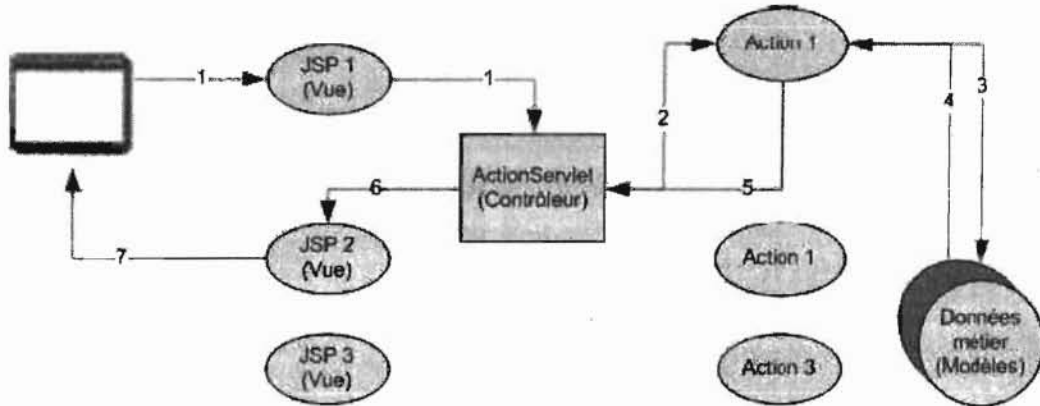 Action 1
JSP 1
(Vue)
1
1
2
4
3
ActionServlet
(Contrôleur)
6
5
JSP 2
(Vue)
7
Action 1
Données
métier
(Modèles)
JSP 3
(Vue)
Action 3